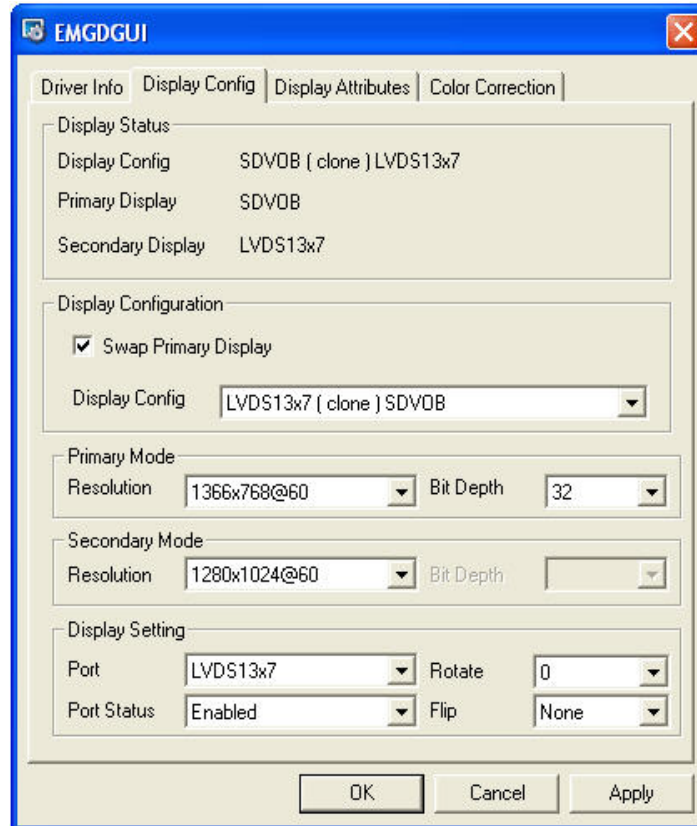 EMGDGUI
Driver Info Display Config Display Attributes Color Correction
Display Status
Display Config SDVOB ( clone ) LVDS13x7
Primary Display SDVOB
Secondary Display LVDS13x7
Display Configuration
Swap Primary Display
Display Config LVDS13x7 ( clone ) SDVOB
Primary Mode
Resolution 1366x768@60 Bit Depth 32
Secondary Mode
Resolution 1280x1024@60 Bit Depth
Display Setting
Port LVDS13x7 Rotate 0
Port Status Enabled Flip None
OK Cancel Apply